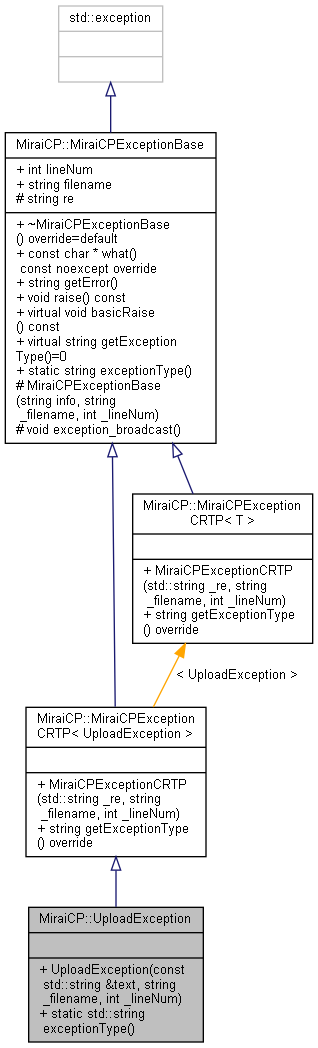 std::exception
MiraiCP::MiraiCPExceptionBase
+ int lineNum
+ string filename
# string re
+ ~MiraiCPExceptionBase
() override=default
+ const char * what()
const noexcept override
+ string getError()
+ void raise() const
+ virtual void basicRaise
() const
+ virtual string getException
Type()=0
+ static string exceptionType()
# MiraiCPExceptionBase
(string info, string
_filename, int _lineNum)
# void exception_broadcast()
MiraiCP::MiraiCPException
CRTP< T >
+ MiraiCPExceptionCRTP
(std::string _re, string
_filename, int _lineNum)
+ string getExceptionType
() override
< UploadException >
MiraiCP::MiraiCPException
CRTP< UploadException >
+ MiraiCPExceptionCRTP
(std::string _re, string
_filename, int _lineNum)
+ string getExceptionType
() override
MiraiCP::UploadException
+ UploadException(const
std::string &text, string
_filename, int _lineNum)
+ static std::string
exceptionType()